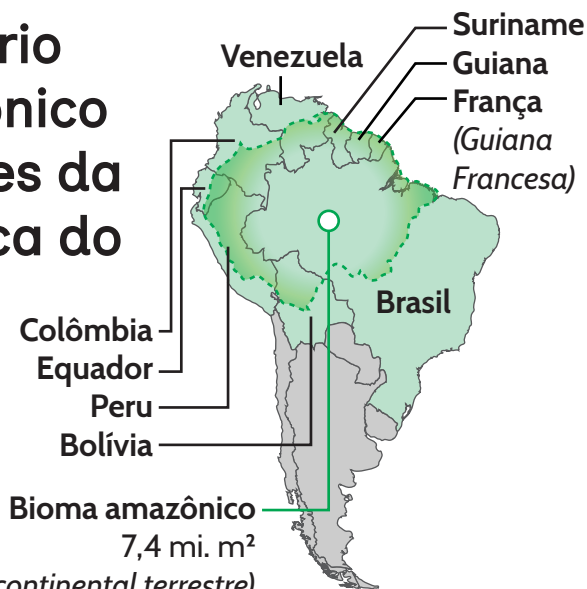 rio
ônico
es da
ca do
Venezuela
Suriname
Guiana
França
(Guiana
Francesa)
Brasil
Colômbia
Equador
Peru
Bolívia
Bioma amazônico
7,4 mi. m²
continental terrestre)